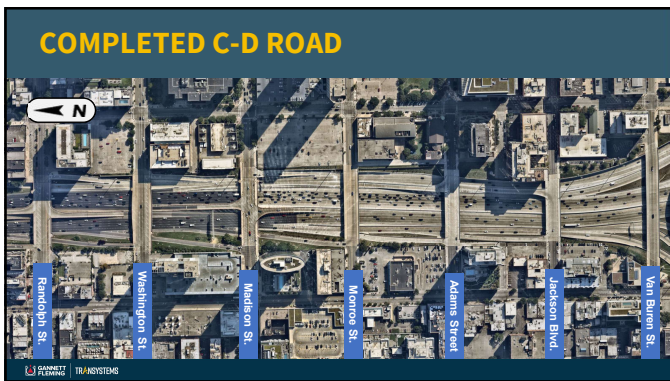 COMPLETED C-D ROAD
N
Randolph St.
Washington St.
Madison St.
Monroe St.
Adams Street
Jackson Blvd.
Van Buren St.
GANNETT
FLEMING
TRANSYSTEMS